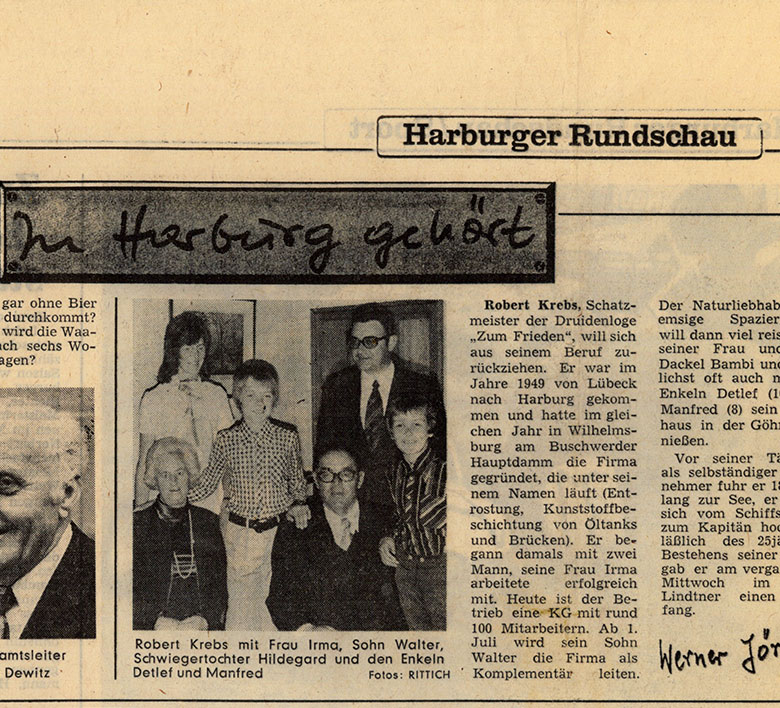 Harburger Rundschau
In Harburg gehört
gar ohne Bier
durchkommt?
wird die Waa-
ach sechs Wo-
agen?
amtsleiter
Dewitz
Robert Krebs mit Frau Irma, Sohn Walter,
Schwiegertochter Hildegard und den Enkeln
Detlef und Manfred Fotos: RITTICH
Robert Krebs, Schatz-
meister der Druidenloge
„Zum Frieden“, will sich
aus seinem Beruf zu-
rückziehen. Er war im
Jahre 1949 von Lübeck
nach Harburg gekom-
men und hatte im glei-
chen Jahr in Wilhelms-
burg am Buschwerder
Hauptdamm die Firma
gegründet, die unter sei-
nem Namen läuft (Ent-
rostung, Kunststoffbe-
schichtung von Öltanks
und Brücken). Er be-
gann damals mit zwei
Mann, seine Frau Irma
arbeitete erfolgreich
mit. Heute ist der Be-
trieb eine KG mit rund
100 Mitarbeitern. Ab 1.
Juli wird sein Sohn
Walter die Firma als
Komplementär leiten.
Der Naturliebhab
emsige Spazier
will dann viel reis
seiner Frau und
Dackel Bambi und
lichst oft auch m
Enkeln Detlef (10
Manfred (8) sein
haus in der Göhr
nießen.
Vor seiner Tä
als selbständiger
nehmer fuhr er 18
lang zur See, er
sich vom Schiffs
zum Kapitän hoc
läßlich des 25jä
Bestehens seiner
gab er am verga
Mittwoch im
Lindtner einen
fang.
Werner Jör